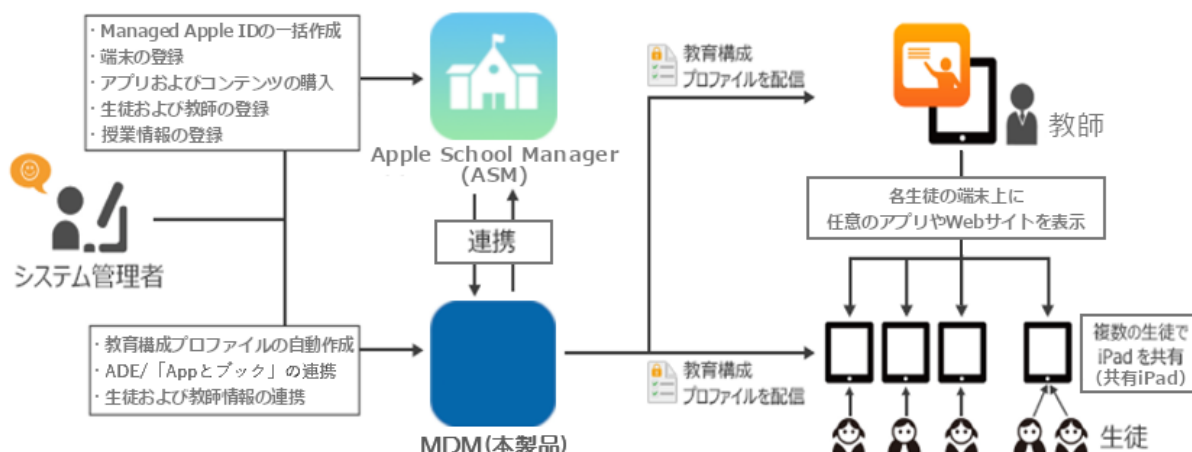 ・Managed Apple IDの一括作成
・端末の登録
・アプリおよびコンテンツの購入
・生徒および教師の登録
・授業情報の登録
Apple School Manager
(ASM)
教育構成
プロファイルを配信
教師
各生徒の端末上に
任意のアプリやWebサイトを表示
システム管理者
連携
・教育構成プロファイルの自動作成
・ADE/「Appとブック」の連携
・生徒および教師情報の連携
MDM(本製品)
教育構成
プロファイルを配信
複数の生徒で
iPadを共有
(共有iPad)
生徒